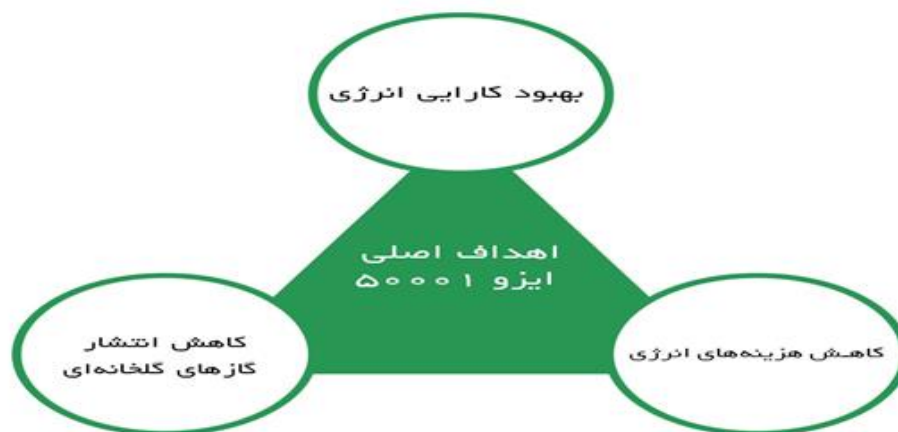 بهبود کارایی انرژی
اهداف اصلی
ایزو ۵۰۰۰۱
کاهش هزینه‌های انرژی
کاهش انتشار
گازهای گلخانه‌ای